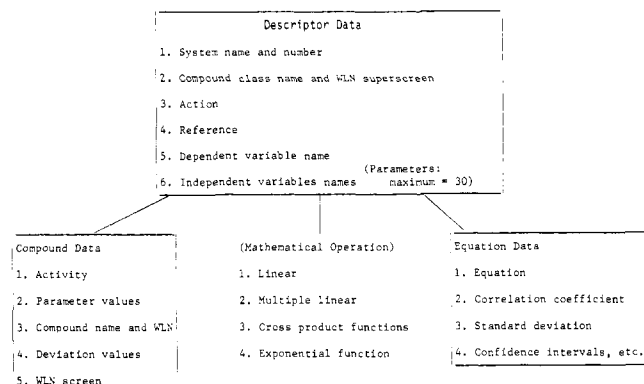 Descriptor Data
1. System name and number
2. Compound class name and WLN superscreen
3. Action
4. Reference
5. Dependent variable name
(Parameters:
6. Independent variables names maximum = 30)
Compound Data
1. Activity
2. Parameter values
3. Compound name and WLN
4. Deviation values
5. WLN screen
(Mathematical Operation)
1. Linear
2. Multiple linear
3. Cross product functions
4. Exponential function
Equation Data
1. Equation
2. Correlation coefficient
3. Standard deviation
4. Confidence intervals, etc.